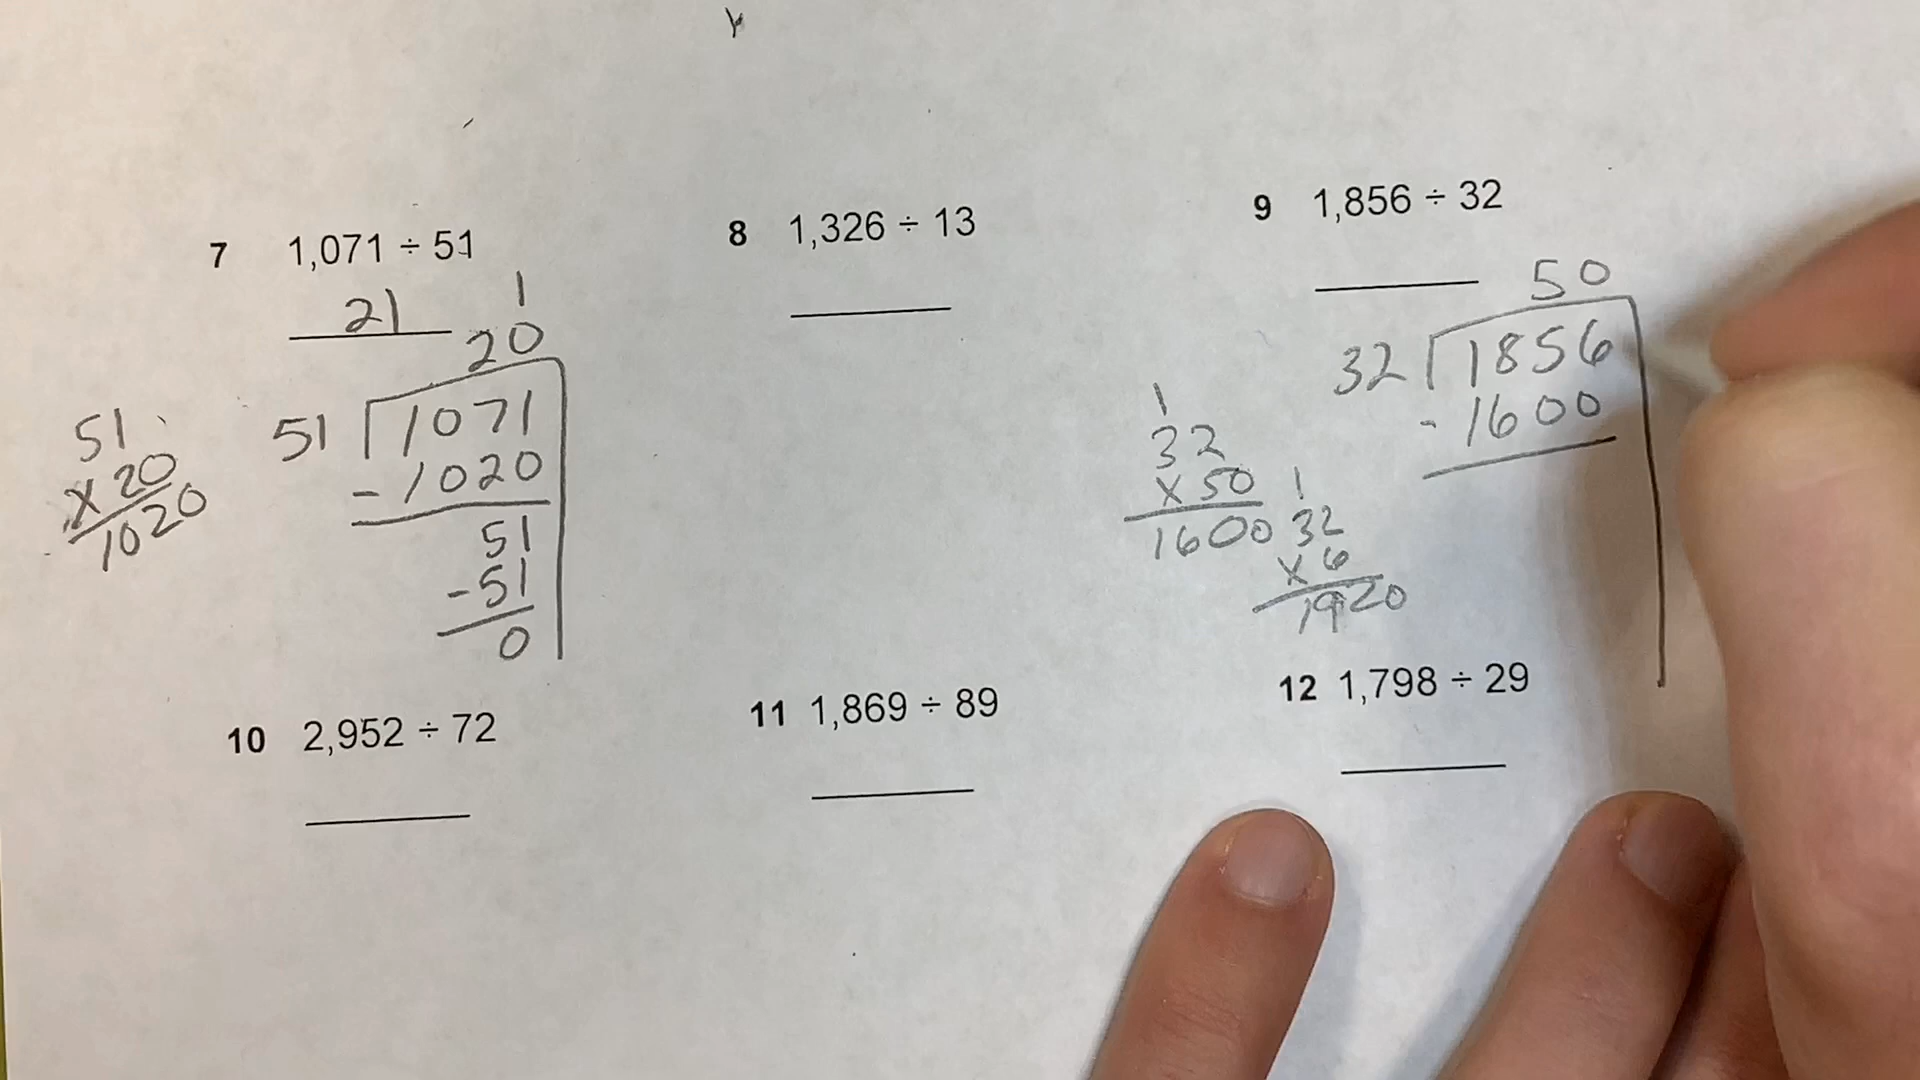 7 1,071 ÷ 51
21
1
20
51 1071
-1020
51
-51
0
51
x 20
1020
8 1,326 ÷ 13
9 1,856 ÷ 32
50
32 1856
-1600
1
32
x 50
1600
1
32
x 6
1920
10 2,952 ÷ 72
11 1,869 ÷ 89
12 1,798 ÷ 29